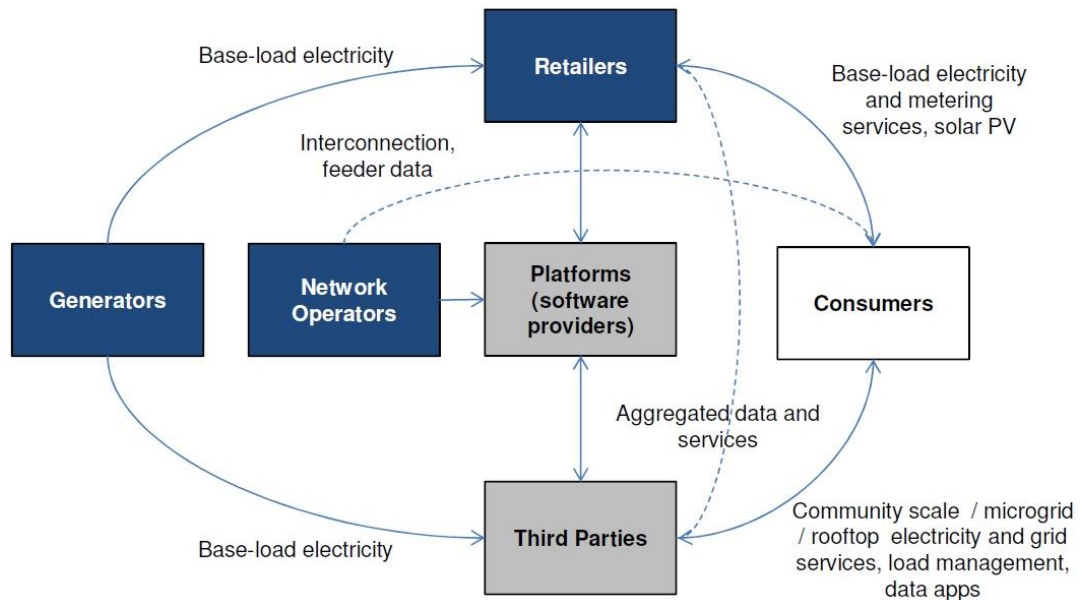 Base-load electricity
Retailers
Base-load electricity
and metering
services, solar PV
Interconnection,
feeder data
Generators
Network
Operators
Platforms
(software
providers)
Consumers
Aggregated data and
services
Third Parties
Base-load electricity
Community scale / microgrid
/ rooftop electricity and grid
services, load management,
data apps